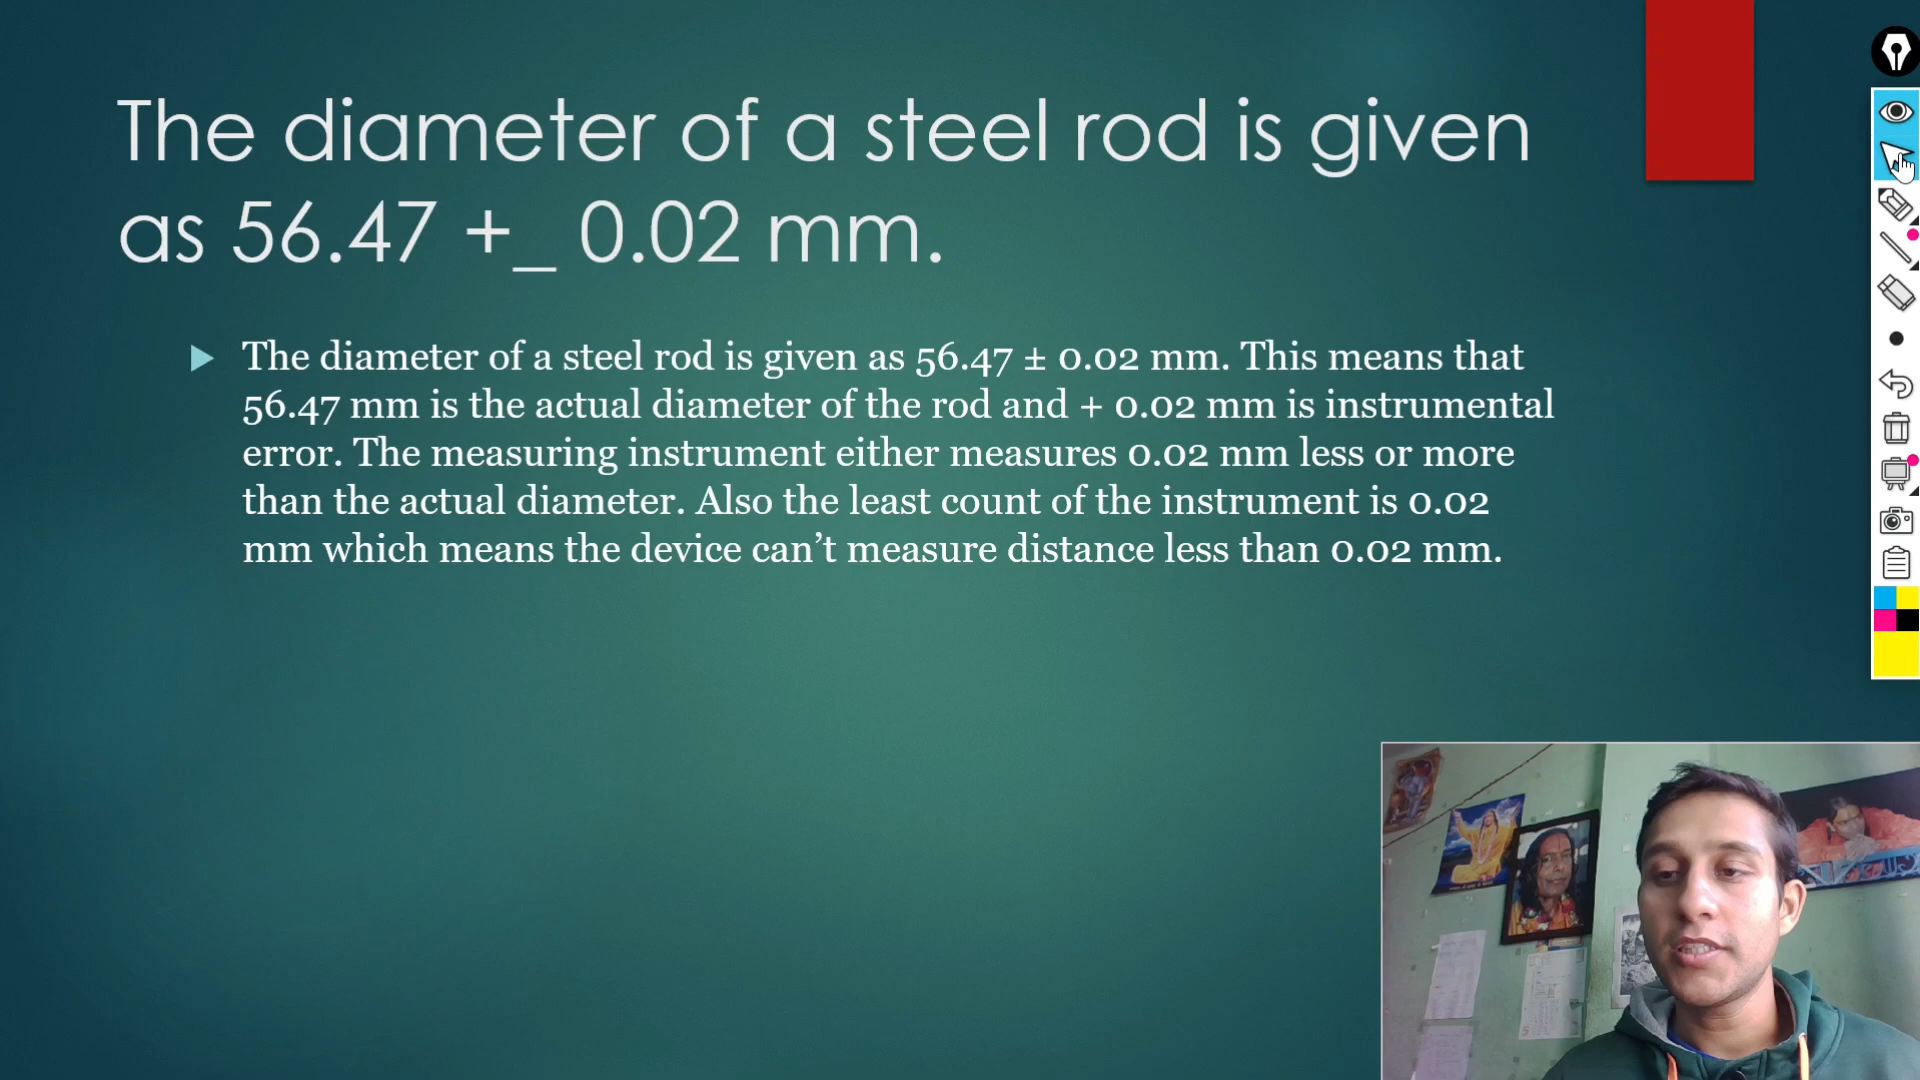 The diameter of a steel rod is given
as 56.47 +_ 0.02 mm.
The diameter of a steel rod is given as 56.47 ± 0.02 mm. This means that
56.47 mm is the actual diameter of the rod and + 0.02 mm is instrumental
error. The measuring instrument either measures 0.02 mm less or more
than the actual diameter. Also the least count of the instrument is 0.02
mm which means the device can’t measure distance less than 0.02 mm.